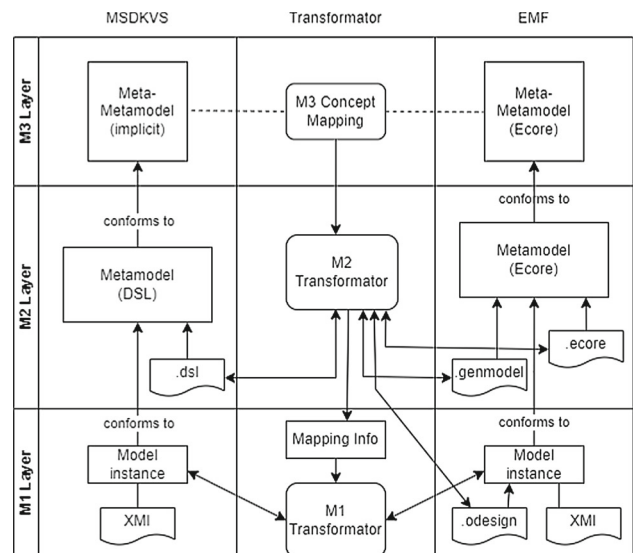 MSDKVS
Transformator
EMF
M3 Layer
Meta-
Metamodel
(implicit)
M3 Concept
Mapping
Meta-
Metamodel
(Ecore)
conforms to
conforms to
M2 Layer
Metamodel
(DSL)
M2
Transformator
Metamodel
(Ecore)
.dsl
.genmodel
.ecore
conforms to
conforms to
M1 Layer
Model
instance
Mapping Info
Model
instance
XMI
M1
Transformator
.odesign
XMI